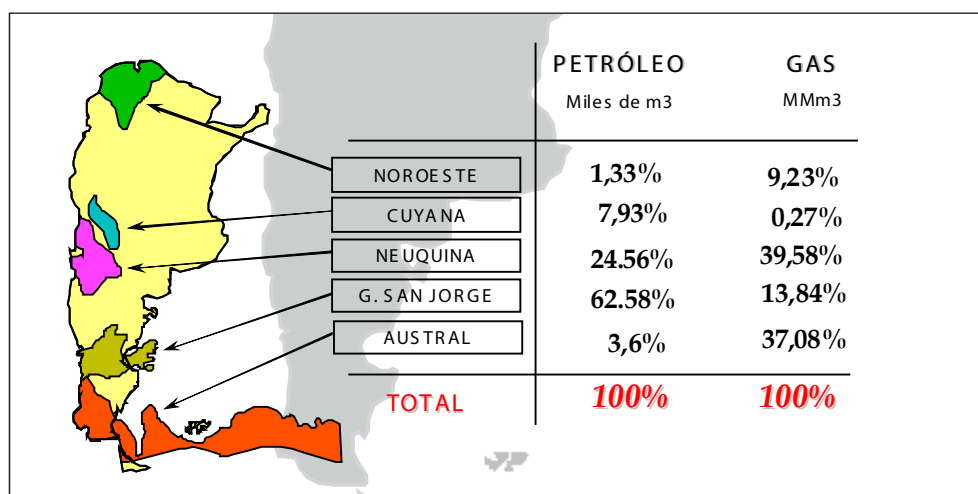 PETRÓLEO GAS
Miles de m3 MMm3
NOROESTE 1,33% 9,23%
CUYANA 7,93% 0,27%
NEUQUINA 24.56% 39,58%
G. SAN JORGE 62.58% 13,84%
AUSTRAL 3,6% 37,08%
TOTAL 100% 100%